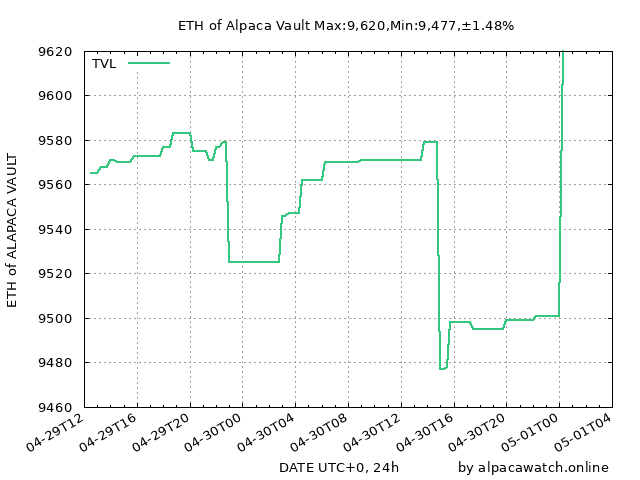 ETH of Alpaca Vault Max:9,620,Min:9,477,±1.48%
TVL
ETH of ALAPACA VAULT
9620
9600
9580
9560
9540
9520
9500
9480
9460
04-29T12
04-29T16
04-29T20
04-30T00
04-30T04
04-30T08
04-30T12
04-30T16
04-30T20
05-01T00
05-01T04
DATE UTC+0, 24h
by alpacawatch.online